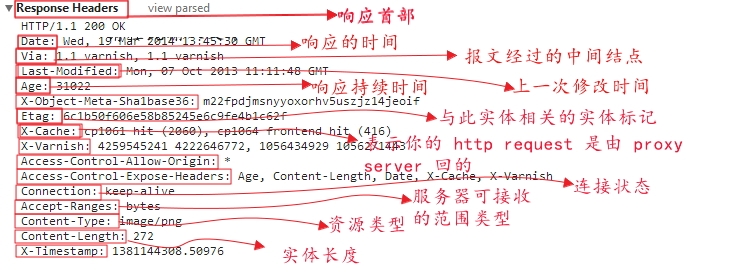 Response Headers view parsed 响应首部
HTTP/1.1 200 OK
Date: Wed, 19 Mar 2014 13:45:30 GMT 响应的时间
Via: 1.1 varnish, 1.1 varnish 报文经过的中间结点
Last-Modified: Mon, 07 Oct 2013 11:11:48 GMT
Age: 31022 响应持续时间 上一次修改时间
X-Object-Meta-Sha1base36: m22fpdjmsnyyoxorhv5uszjz14jeoif
Etag: 6c1b50f606e58b85245e6c9fe4b1c62f 与此实体相关的实体标记
X-Cache: cp1061 hit (2060), cp1064 frontend hit (416)
X-Varnish: 4259545241 4222646772, 1056434929 1056271443 表示你的 http request 是由 proxy
Access-Control-Allow-Origin: * server 回的
Access-Control-Expose-Headers: Age, Content-Length, Date, X-Cache, X-Varnish
Connection: keep-alive 服务器可接收 连接状态
Accept-Ranges: bytes 的范围类型
Content-Type: image/png 资源类型
Content-Length: 272
X-Timestamp: 1381144308.50976 实体长度